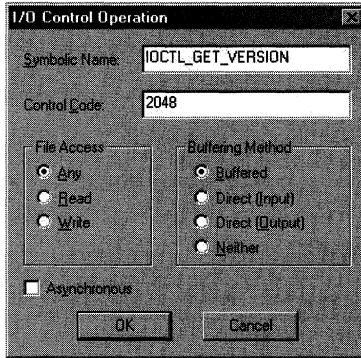 I/O Control Operation
Symbolic Name: IOCTL_GET_VERSION
Control Code: 2048
File Access
Any
Read
Write
Buffering Method
Buffered
Direct (Input)
Direct (Output)
Neither
Asynchronous
OK Cancel